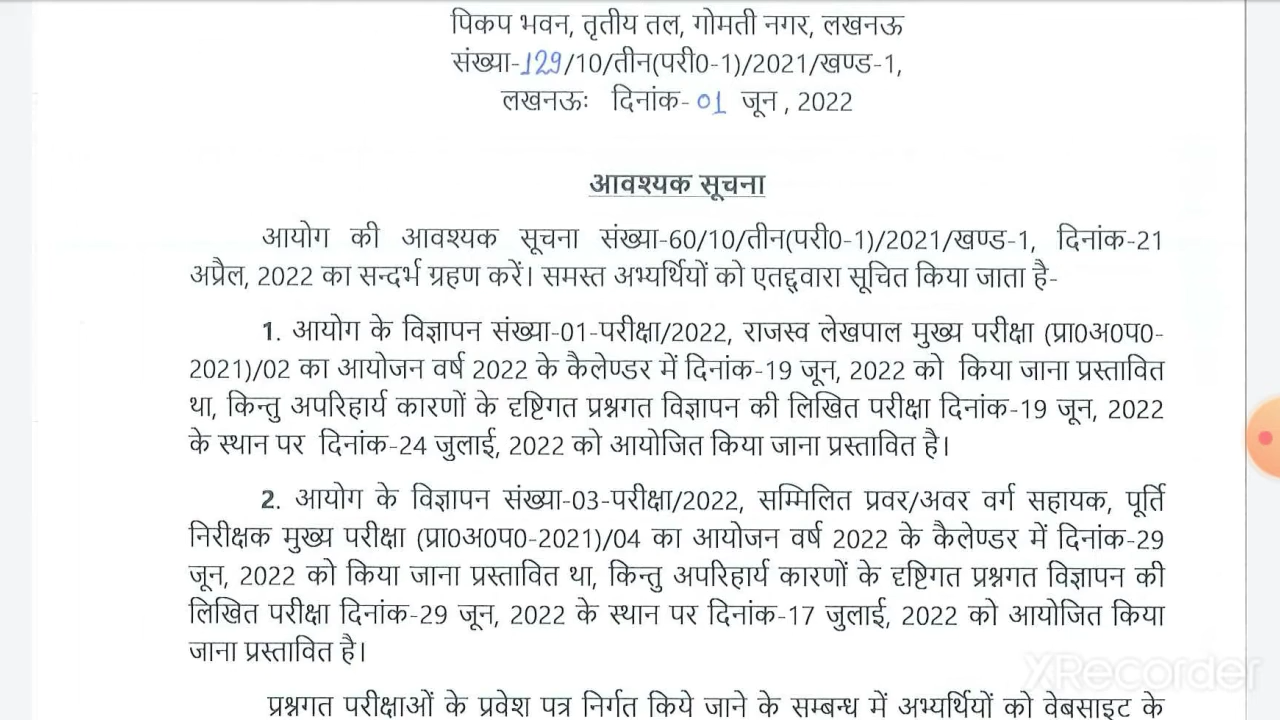 पिकप भवन, तृतीय तल, गोमती नगर, लखनऊ
संख्या-129/10/तीन(परी0-1)/2021/खण्ड-1,
लखनऊः दिनांक- 01 जून , 2022
आवश्यक सूचना
आयोग की आवश्यक सूचना संख्या-60/10/तीन(परी0-1)/2021/खण्ड-1, दिनांक-21
अप्रैल, 2022 का सन्दर्भ ग्रहण करें। समस्त अभ्यर्थियों को एतद्द्वारा सूचित किया जाता है-
1. आयोग के विज्ञापन संख्या-01-परीक्षा/2022, राजस्व लेखपाल मुख्य परीक्षा (प्रा0अ0प0-
2021)/02 का आयोजन वर्ष 2022 के कैलेण्डर में दिनांक-19 जून, 2022 को किया जाना प्रस्तावित
था, किन्तु अपरिहार्य कारणों के दृष्टिगत प्रश्नगत विज्ञापन की लिखित परीक्षा दिनांक-19 जून, 2022
के स्थान पर दिनांक-24 जुलाई, 2022 को आयोजित किया जाना प्रस्तावित है।
2. आयोग के विज्ञापन संख्या-03-परीक्षा/2022, सम्मिलित प्रवर/अवर वर्ग सहायक, पूर्ति
निरीक्षक मुख्य परीक्षा (प्रा0अ0प0-2021)/04 का आयोजन वर्ष 2022 के कैलेण्डर में दिनांक-29
जून, 2022 को किया जाना प्रस्तावित था, किन्तु अपरिहार्य कारणों के दृष्टिगत प्रश्नगत विज्ञापन की
लिखित परीक्षा दिनांक-29 जून, 2022 के स्थान पर दिनांक-17 जुलाई, 2022 को आयोजित किया
जाना प्रस्तावित है।
प्रश्नगत परीक्षाओं के प्रवेश पत्र निर्गत किये जाने के सम्बन्ध में अभ्यर्थियों को वेबसाइट के
XRecorder